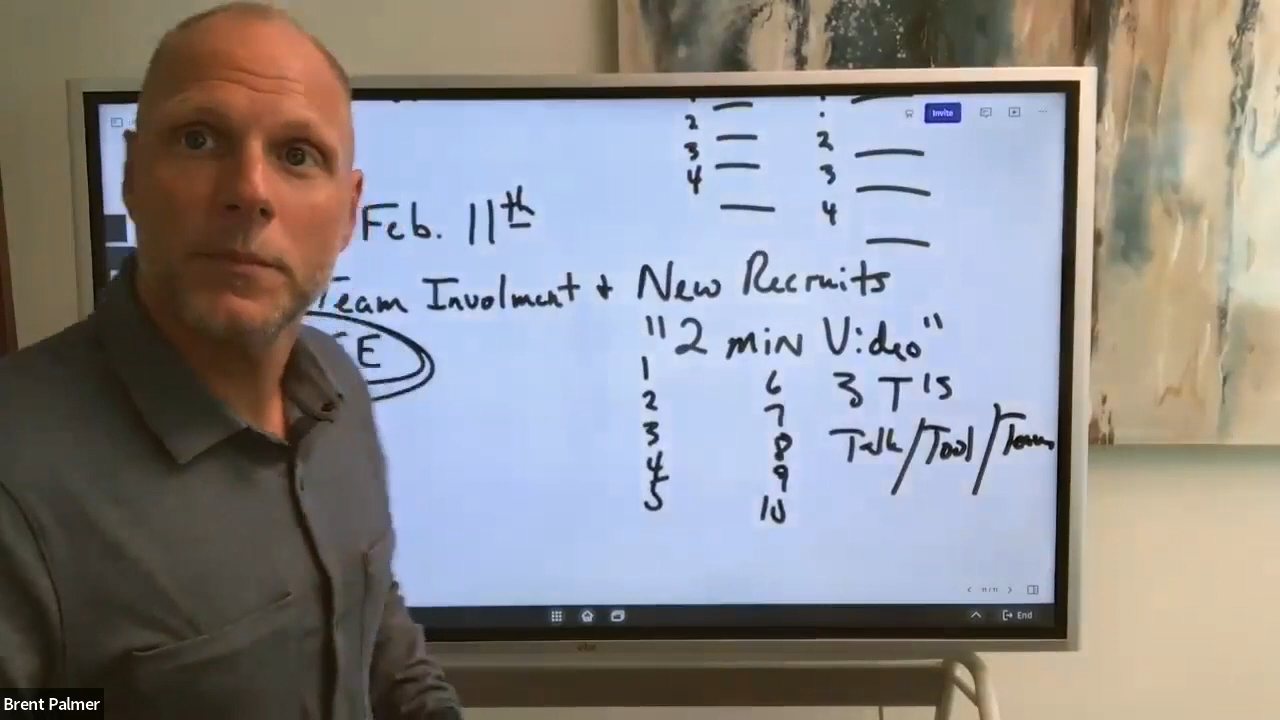 Invite
2
3
4
2
3
4
Feb. 11th
Team Involment + New Recruits
E
"2 min Video"
1
2
3
4
5
6
7
8
9
10
3 T's
Talk/Tool/Team
End
Brent Palmer